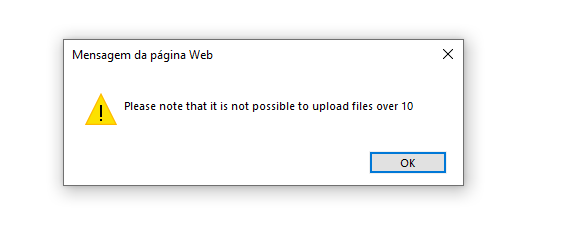 Mensagem da página Web
Please note that it is not possible to upload files over 10
OK